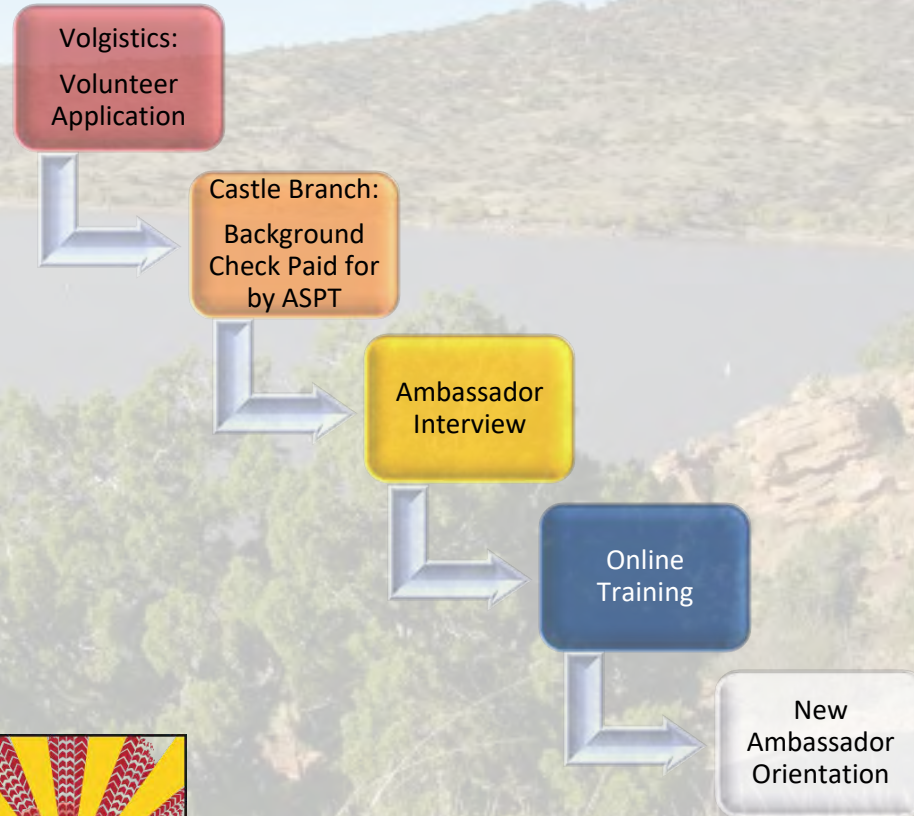 Volgistics:
Volunteer
Application
Castle Branch:
Background
Check Paid for
by ASPT
Ambassador
Interview
Online
Training
New
Ambassador
Orientation